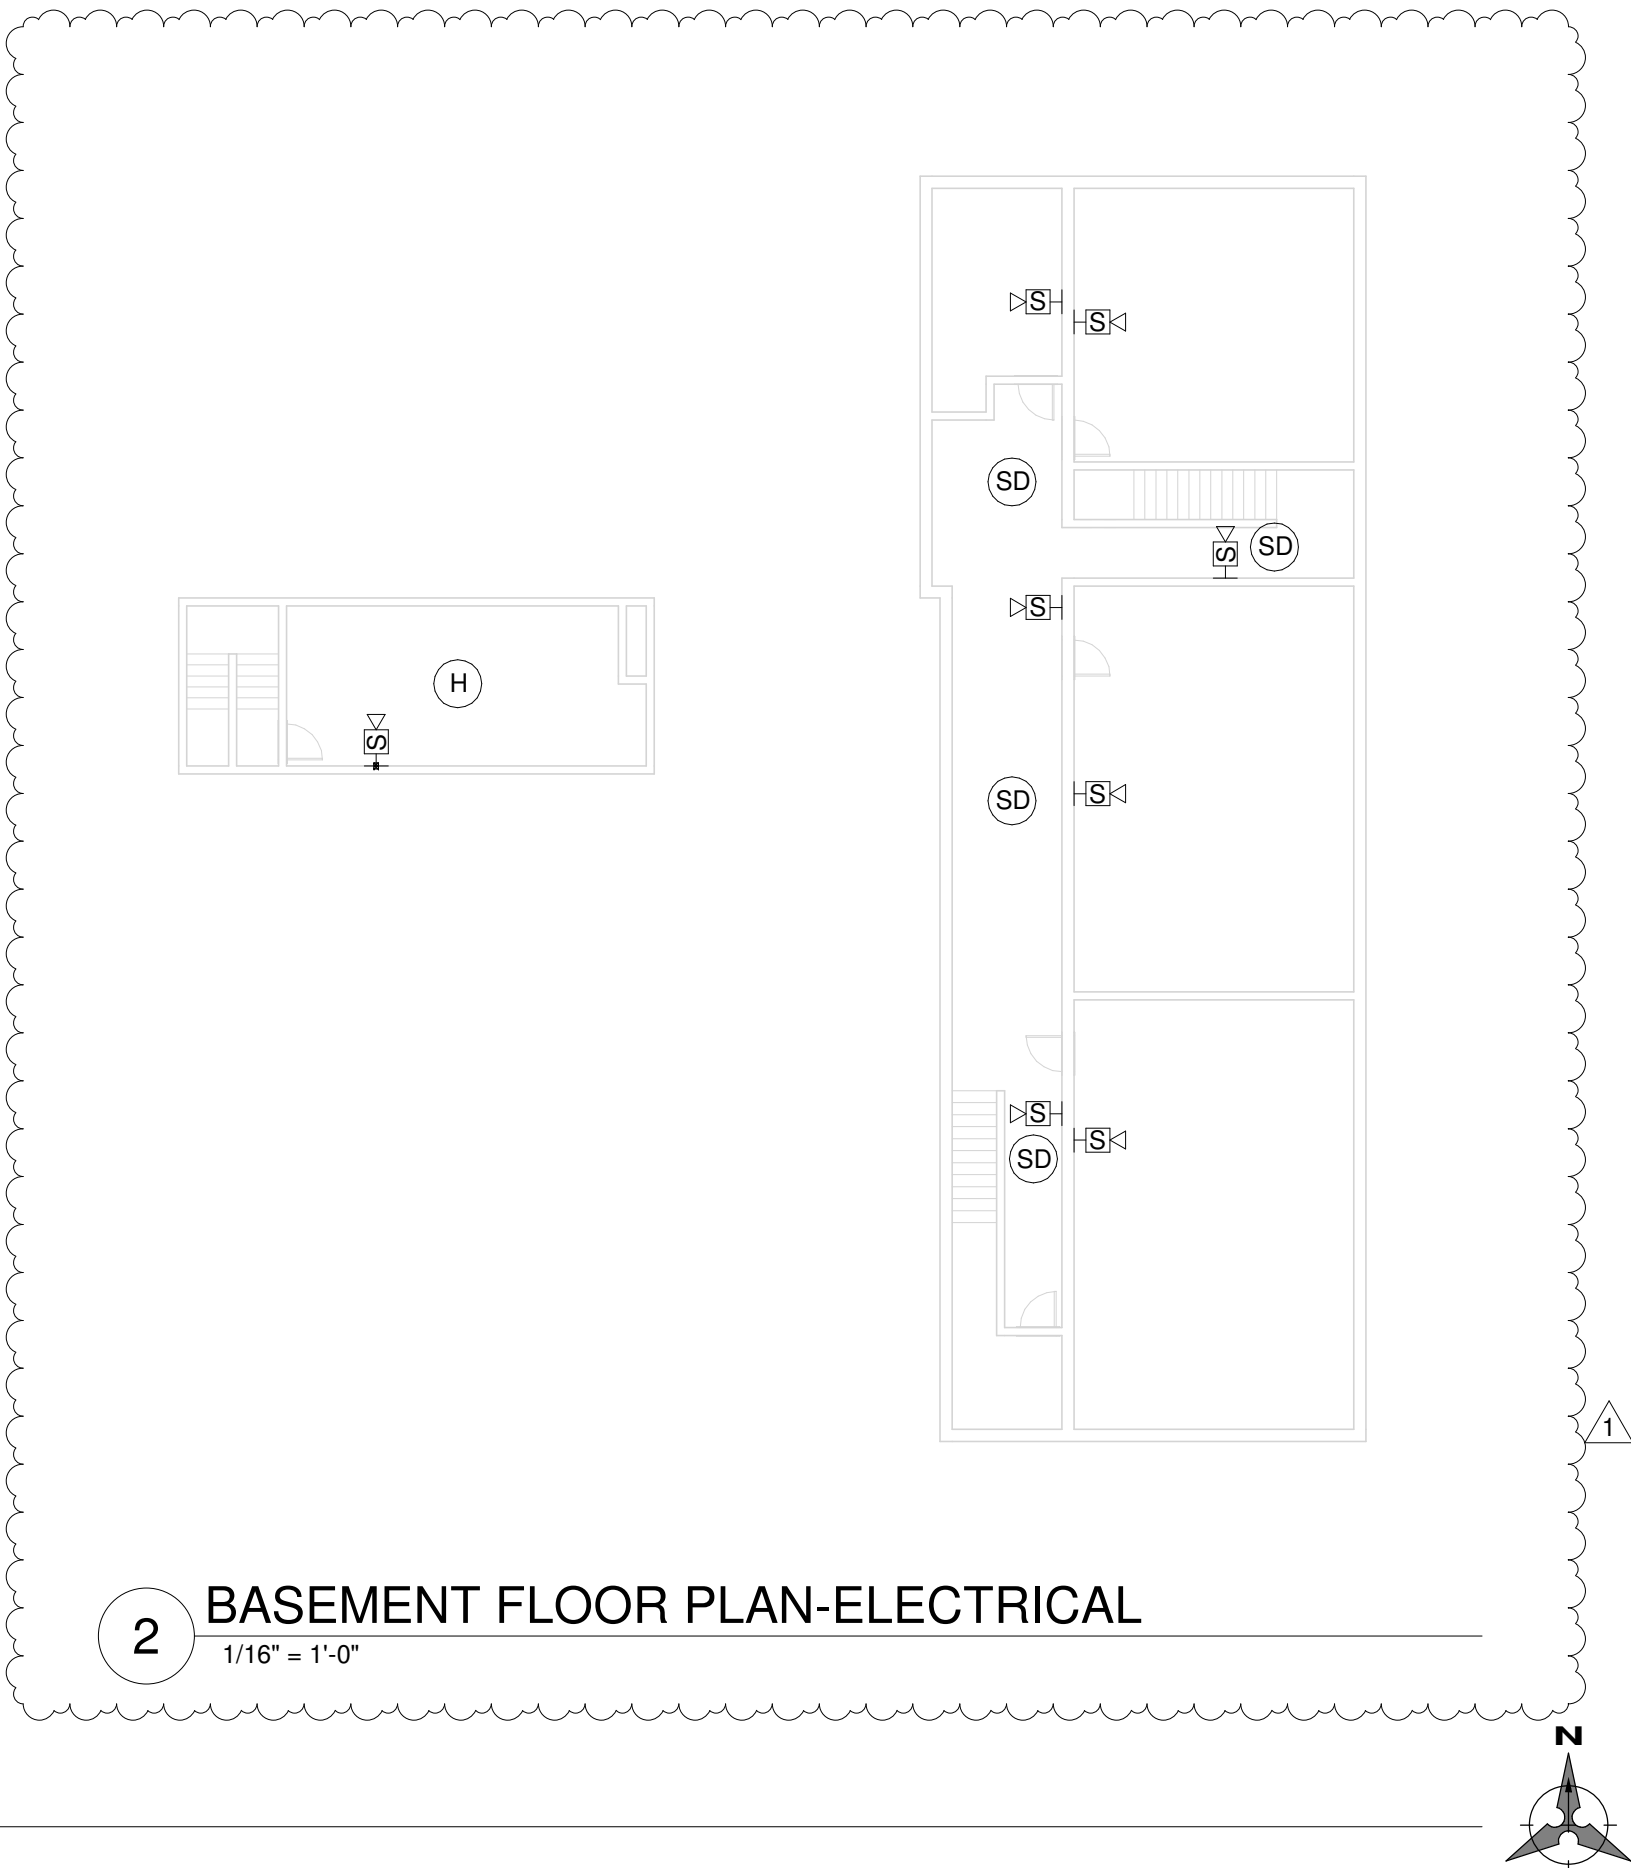 S
S
SD
S
SD
S
H
S
S
SD
S
S
SD
1
2
BASEMENT FLOOR PLAN-ELECTRICAL
1/16" = 1'-0"
N